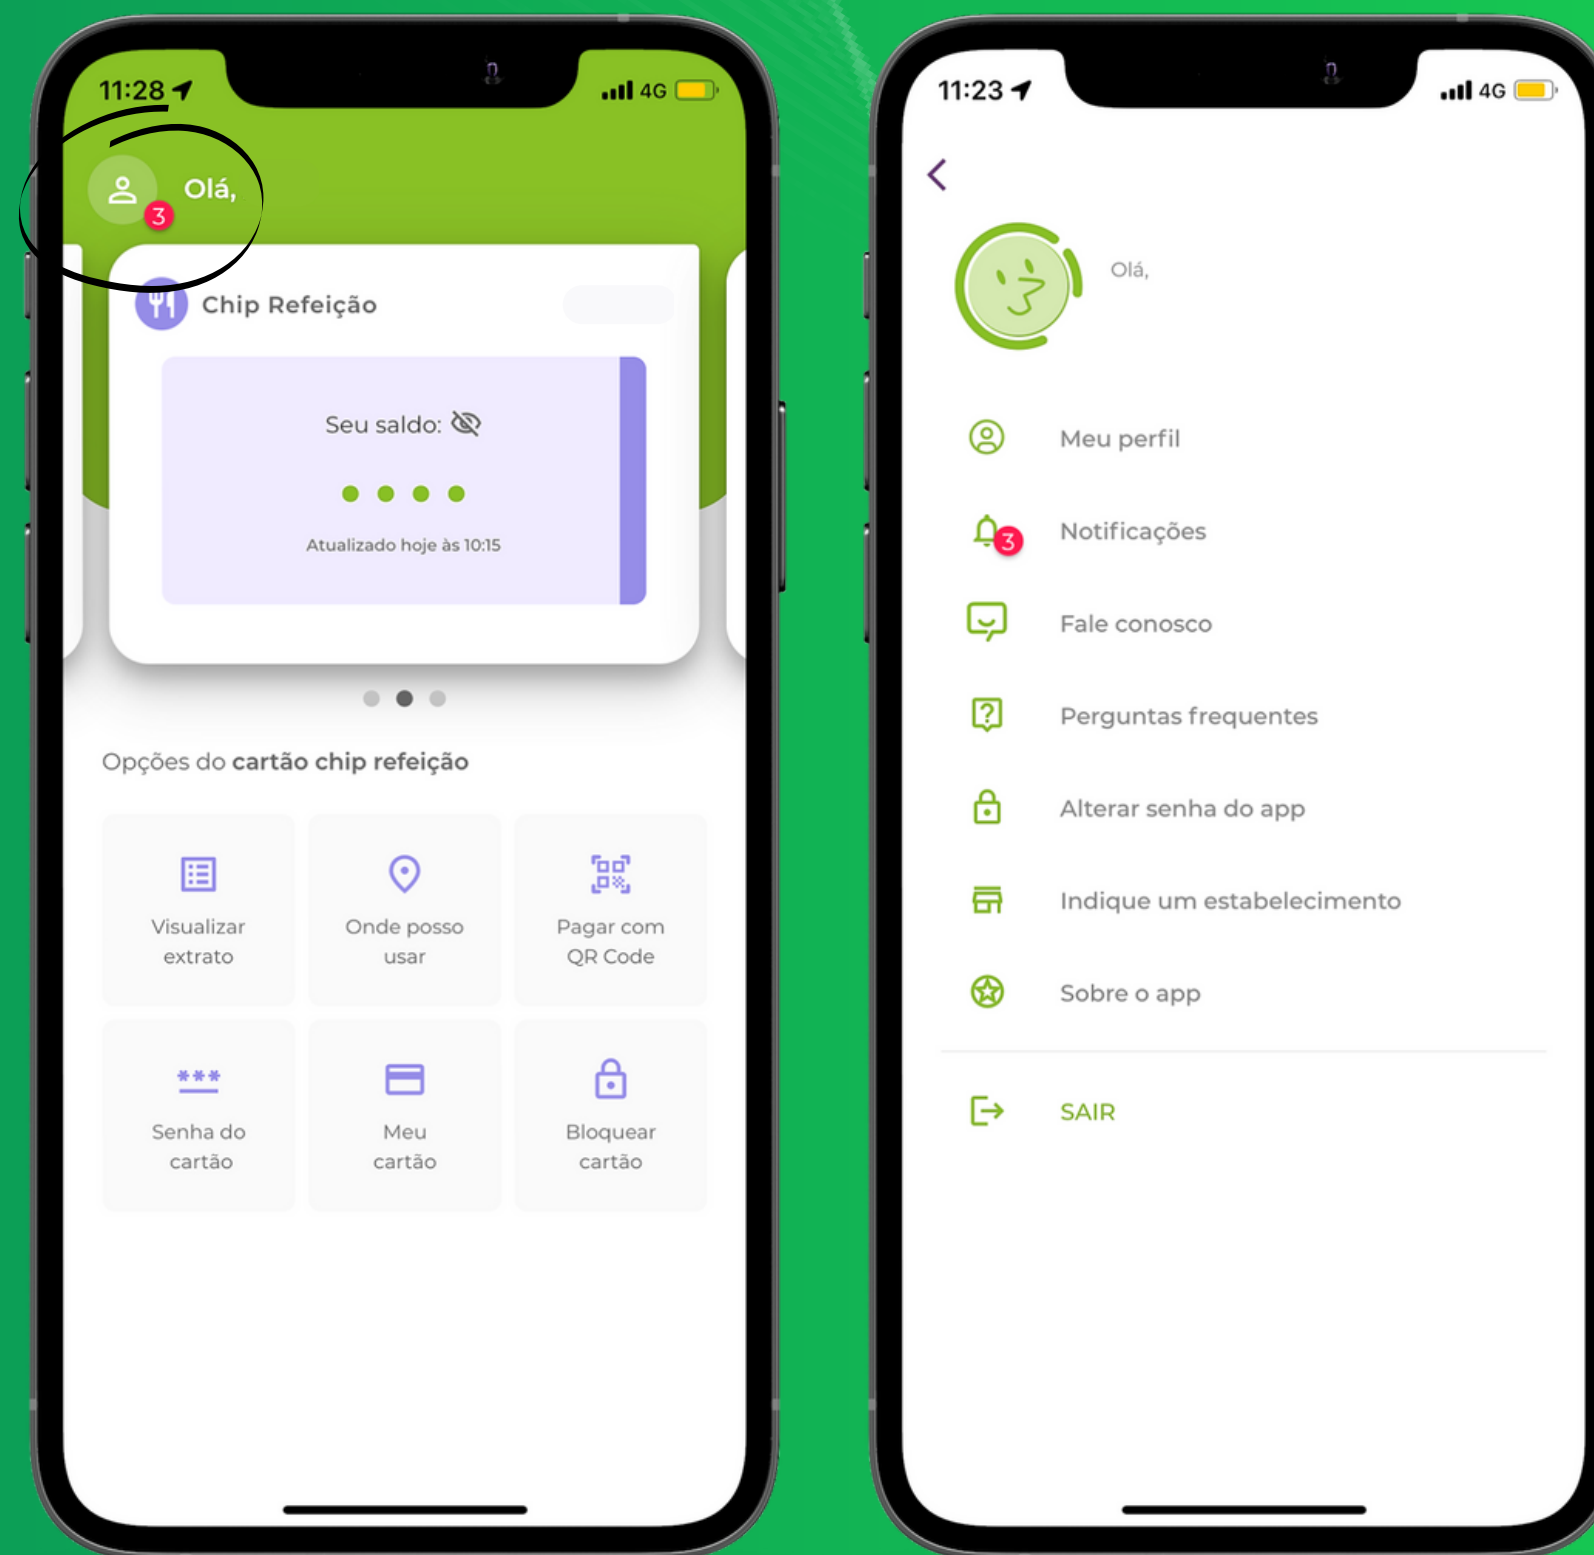 11:28
4G
Olá,
3
Chip Refeição
Seu saldo:
Atualizado hoje às 10:15
Opções do cartão chip refeição
Visualizar
extrato
Onde posso
usar
Pagar com
QR Code
***
Senha do
cartão
Meu
cartão
Bloquear
cartão
11:23
4G
Olá,
Meu perfil
3
Notificações
Fale conosco
Perguntas frequentes
Alterar senha do app
Indique um estabelecimento
Sobre o app
SAIR